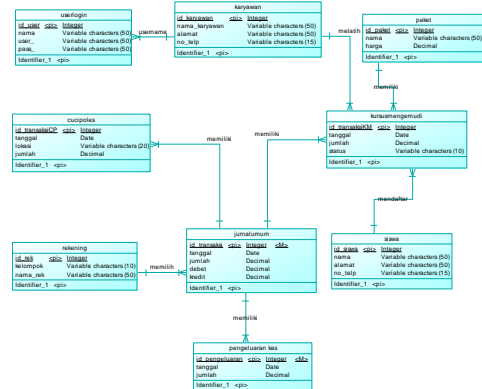 userlogin
id_user <pi> Integer
nama Variable characters (50)
user_ Variable characters (50)
pass_ Variable characters (50)
Identifier_1 <pi>
username
karyawan
id_karyawan <pi> Integer
nama_karyawan Variable characters (50)
alamat Variable characters (50)
no_telp Variable characters (15)
Identifier_1 <pi>
melatih
paket
id_paket <pi> Integer
nama Variable characters (50)
harga Decimal
Identifier_1 <pi>
memiliki
cucipoles
id_transaksiCP <pi> Integer
tanggal Date
lokasi Variable characters (20)
jumlah Decimal
Identifier_1 <pi>
memiliki
memiliki
kursusmengemudi
id_transaksiKM <pi> Integer
tanggal Date
jumlah Decimal
status Variable characters (10)
Identifier_1 <pi>
mendaftar
rekening
id_rek <pi> Integer
kelompok Variable characters (10)
nama_rek Variable characters (50)
Identifier_1 <pi>
memilih
jurnalumum
id_transaksi <pi> Integer <M>
tanggal Date
jumlah Decimal
debet Decimal
kredit Decimal
Identifier_1 <pi>
siswa
id_siswa <pi> Integer
nama Variable characters (50)
alamat Variable characters (50)
no_telp Variable characters (15)
Identifier_1 <pi>
memiliki
pengeluaran kas
id_pengeluaran <pi> Integer <M>
tanggal Date
jumlah Decimal
Identifier_1 <pi>